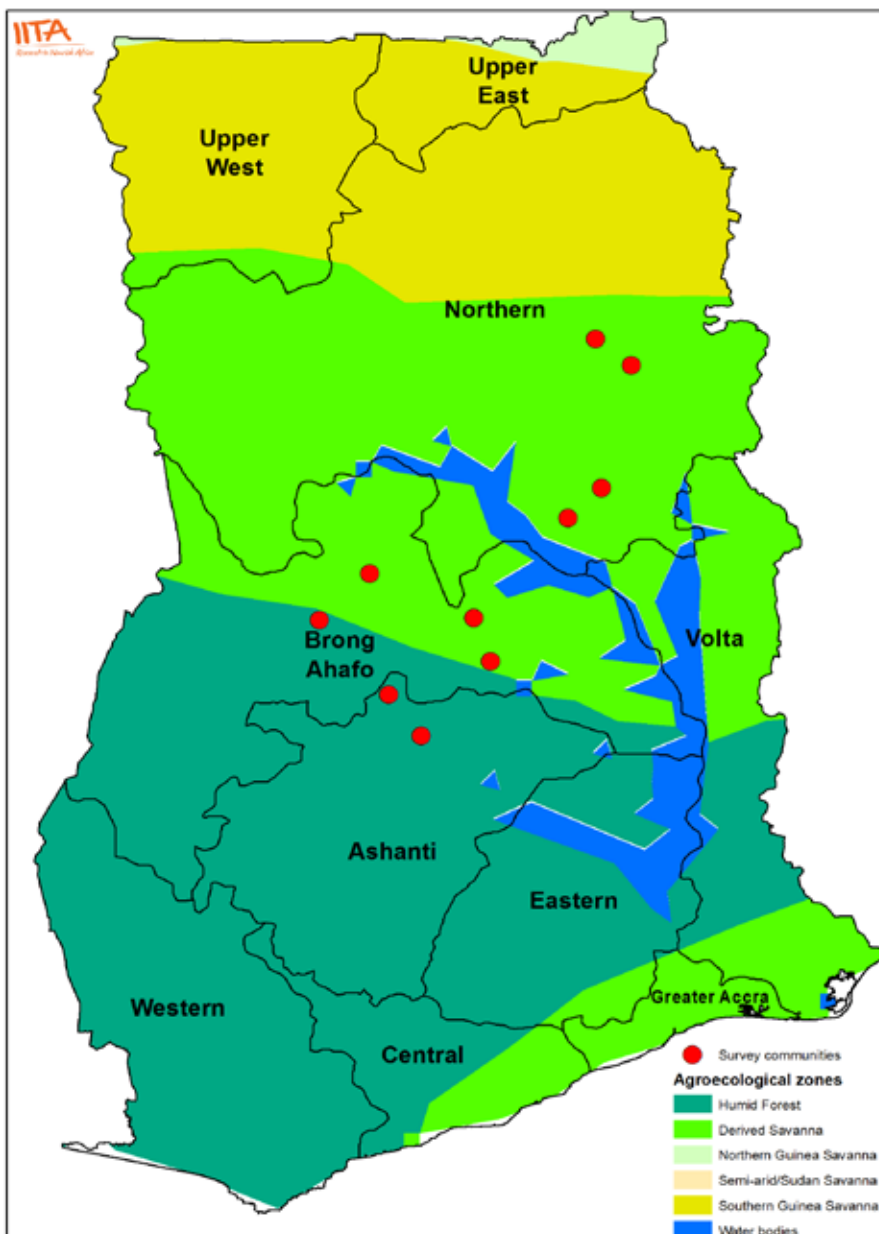 IITA
Upper
East
Upper
West
Northern
Volta
Brong
Ahafo
Ashanti
Eastern
Greater Accra
Western
Central
Survey communities
Agroecological zones
Humid Forest
Derived Savanna
Northern Guinea Savanna
Semi-arid/Sudan Savanna
Southern Guinea Savanna
Water bodies